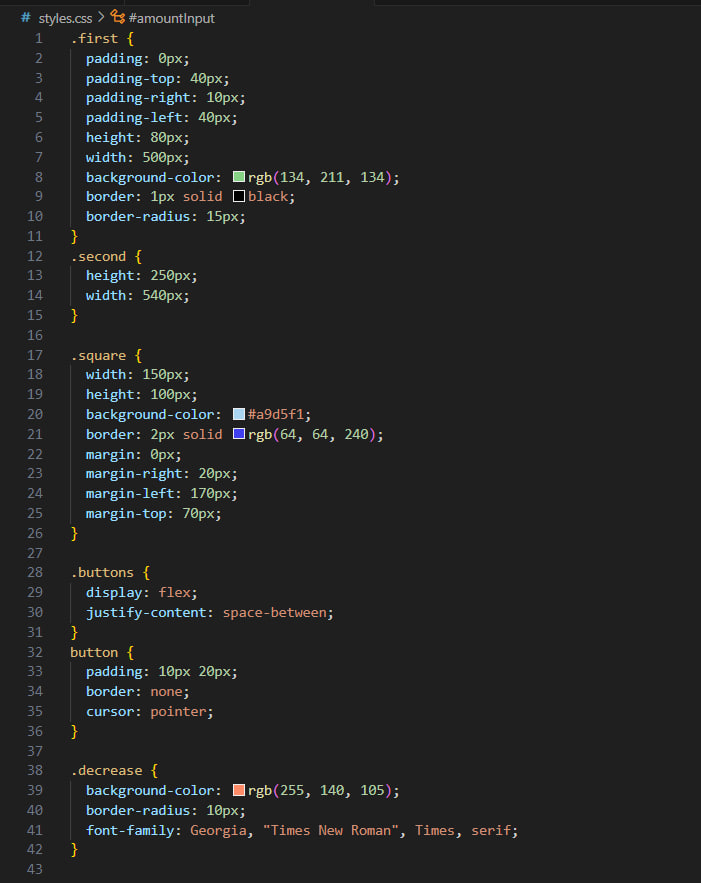 # styles.css > #amountInput
1 .first {
2 padding: 0px;
3 padding-top: 40px;
4 padding-right: 10px;
5 padding-left: 40px;
6 height: 80px;
7 width: 500px;
8 background-color: rgb(134, 211, 134);
9 border: 1px solid black;
10 border-radius: 15px;
11 }
12 .second {
13 height: 250px;
14 width: 540px;
15 }
16
17 .square {
18 width: 150px;
19 height: 100px;
20 background-color: #a9d5f1;
21 border: 2px solid rgb(64, 64, 240);
22 margin: 0px;
23 margin-right: 20px;
24 margin-left: 170px;
25 margin-top: 70px;
26 }
27
28 .buttons {
29 display: flex;
30 justify-content: space-between;
31 }
32 button {
33 padding: 10px 20px;
34 border: none;
35 cursor: pointer;
36 }
37
38 .decrease {
39 background-color: rgb(255, 140, 105);
40 border-radius: 10px;
41 font-family: Georgia, "Times New Roman", Times, serif;
42 }
43